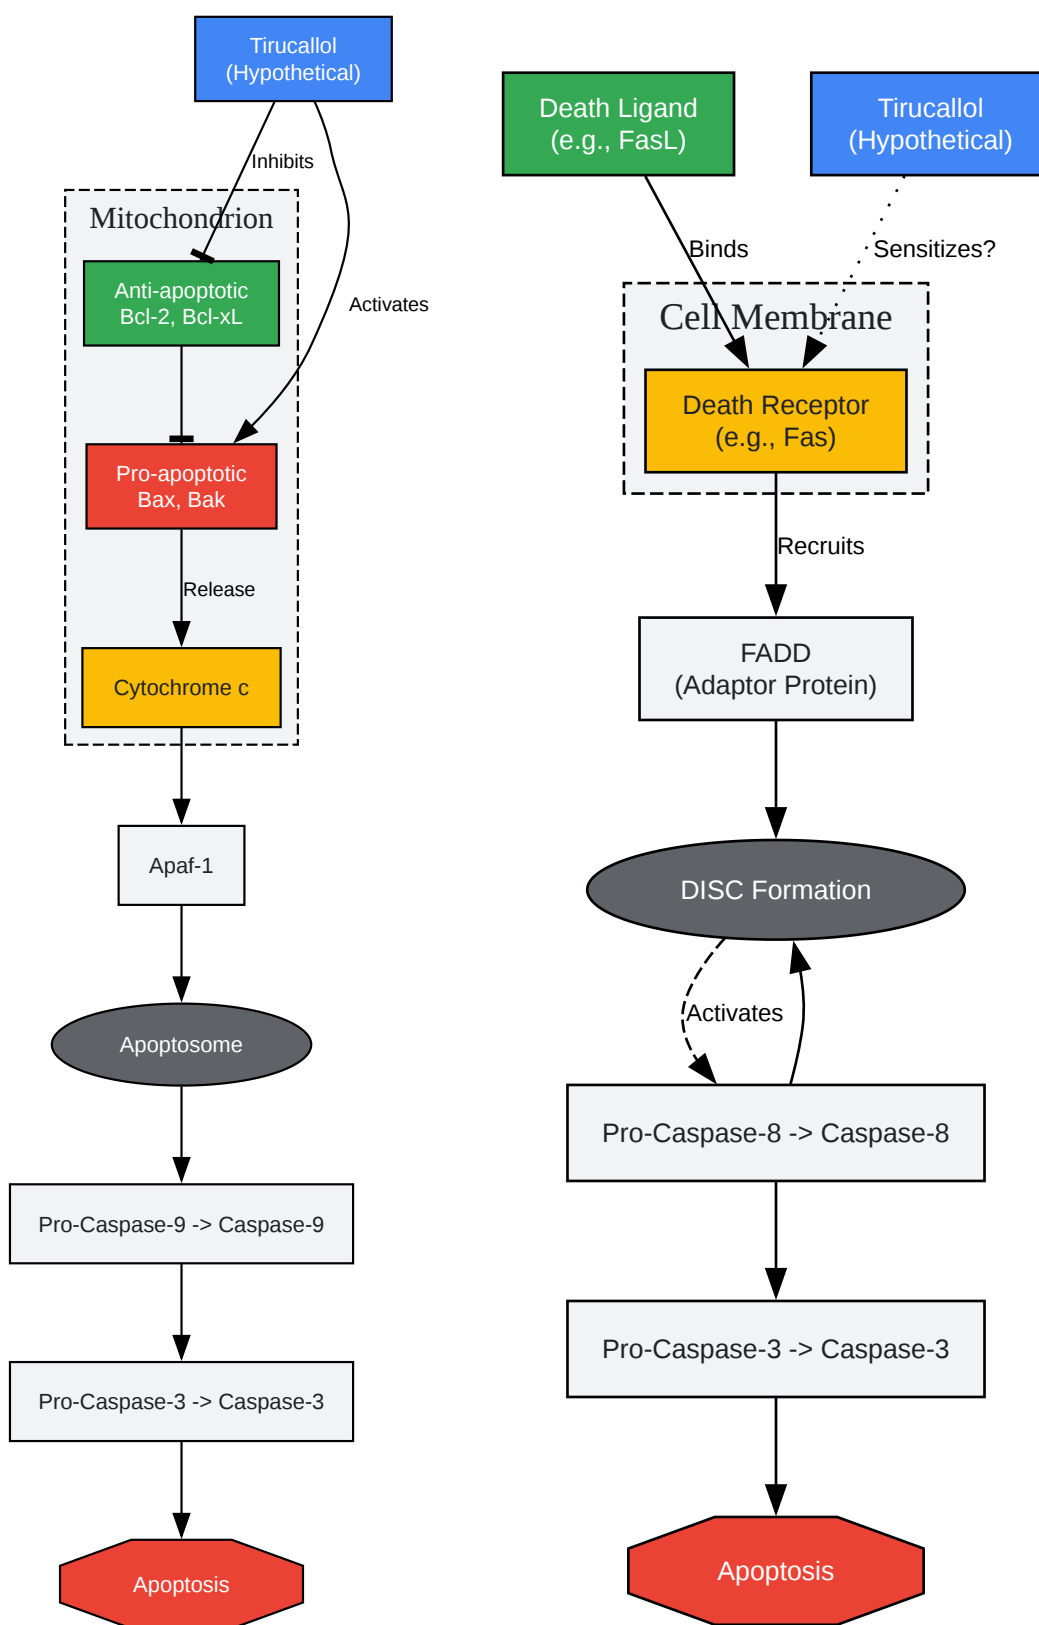 Tirucallol
(Hypothetical)
Inhibits
Mitochondrion
Anti-apoptotic
Bcl-2, Bcl-xL
Activates
Pro-apoptotic
Bax, Bak
Release
Cytochrome c
Apaf-1
Apoptosome
Pro-Caspase-9 -> Caspase-9
Pro-Caspase-3 -> Caspase-3
Apoptosis
Death Ligand
(e.g., FasL)
Tirucallol
(Hypothetical)
Binds
Sensitizes?
Cell Membrane
Death Receptor
(e.g., Fas)
Recruits
FADD
(Adaptor Protein)
DISC Formation
Activates
Pro-Caspase-8 -> Caspase-8
Pro-Caspase-3 -> Caspase-3
Apoptosis